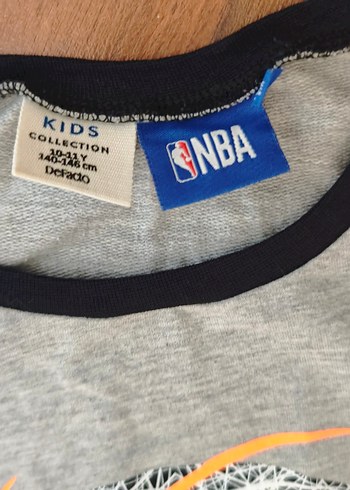 KIDS
COLLECTION
10-11 Y
140-146 cm
DeFacto
NBA